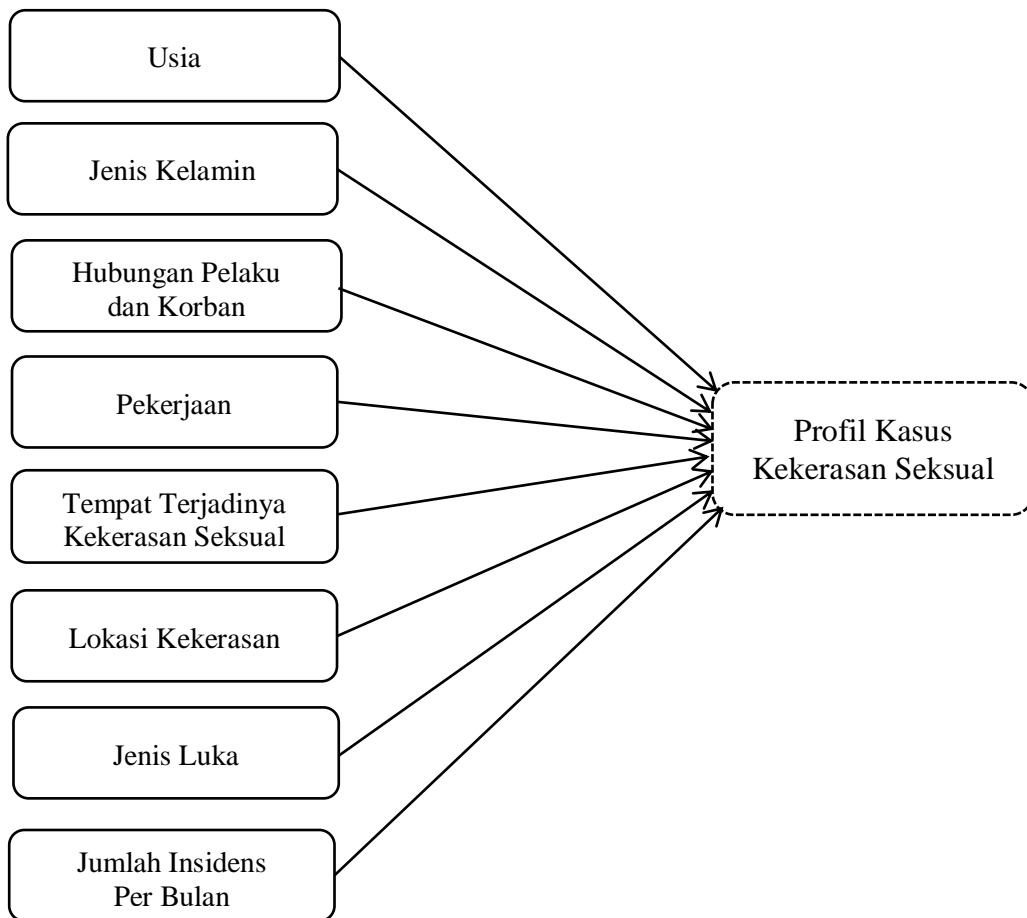 Usia
Jenis Kelamin
Hubungan Pelaku
dan Korban
Pekerjaan
Tempat Terjadinya
Kekerasan Seksual
Lokasi Kekerasan
Jenis Luka
Jumlah Insidens
Per Bulan
Profil Kasus
Kekerasan Seksual